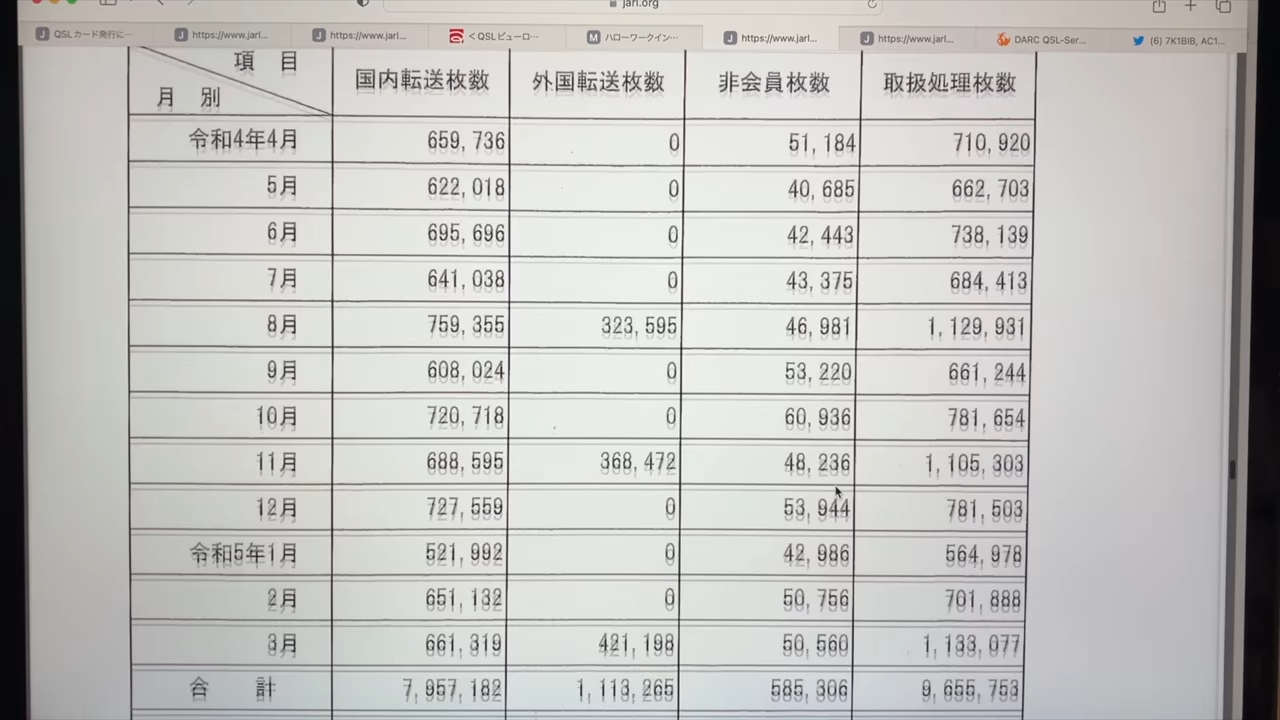 jarl.org
QSLカード発行に…
https://www.jarl...
https://www.jarl...
<QSLビューロ…
ハローワークイン…
https://www.jarl...
https://www.jarl...
DARC QSL-Ser...
(6) 7K1BIB, AC1...
項 目
月 別
国内転送枚数 外国転送枚数 非会員枚数 取扱処理枚数
令和4年4月 659,736 0 51,184 710,920
5月 622,018 0 40,685 662,703
6月 695,696 0 42,443 738,139
7月 641,038 0 43,375 684,413
8月 759,355 323,595 46,981 1,129,931
9月 608,024 0 53,220 661,244
10月 720,718 0 60,936 781,654
11月 688,595 368,472 48,236 1,105,303
12月 727,559 0 53,944 781,503
令和5年1月 521,992 0 42,986 564,978
2月 651,132 0 50,756 701,888
3月 661,319 421,198 50,560 1,133,077
合 計 7,957,182 1,113,265 585,306 9,655,753